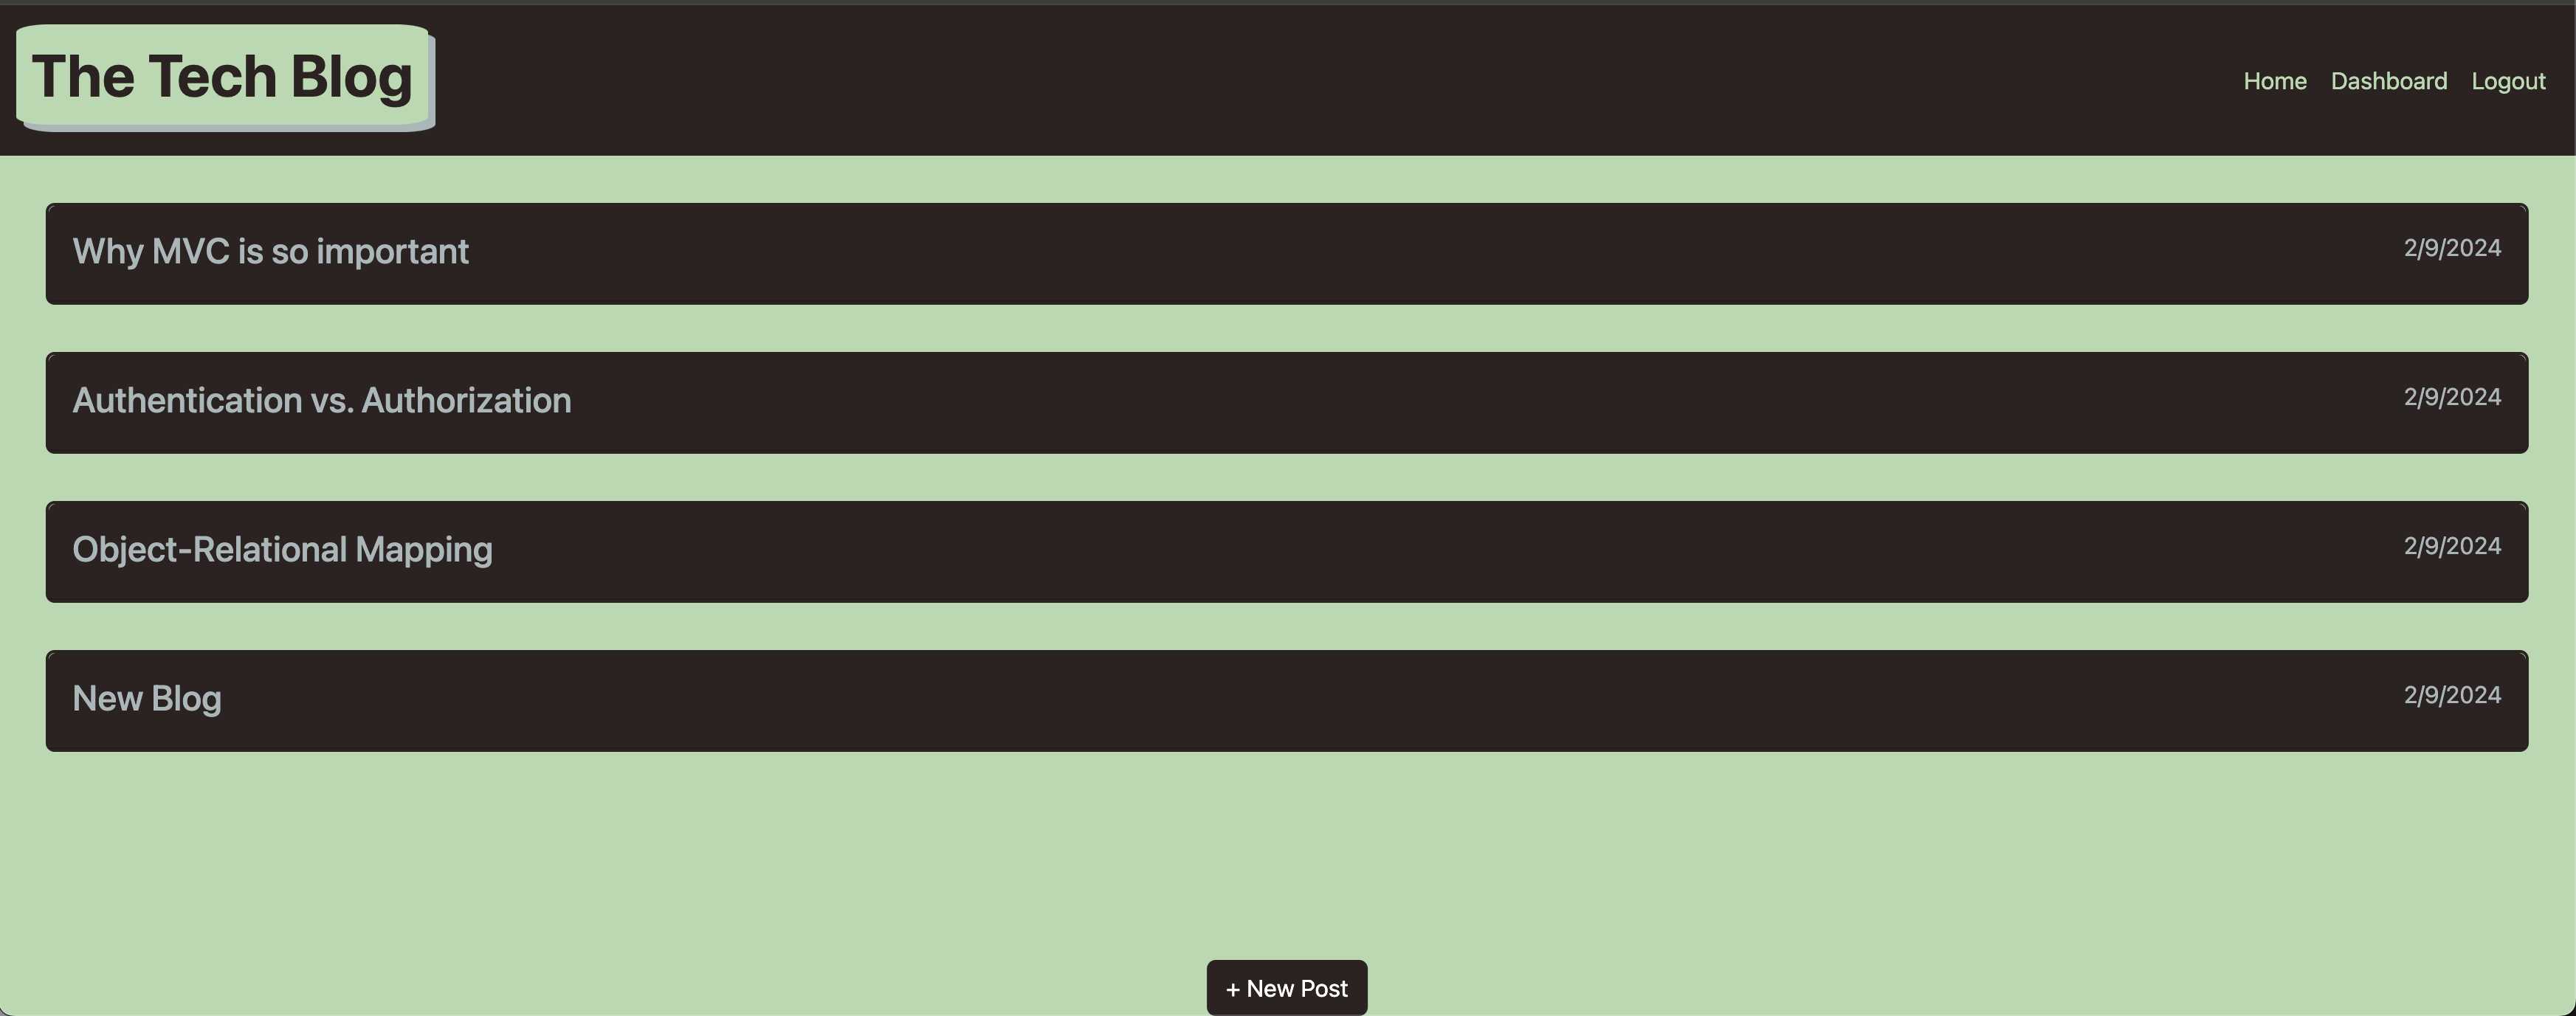 The Tech Blog
Home Dashboard Logout
Why MVC is so important 2/9/2024
Authentication vs. Authorization 2/9/2024
Object-Relational Mapping 2/9/2024
New Blog 2/9/2024
+ New Post